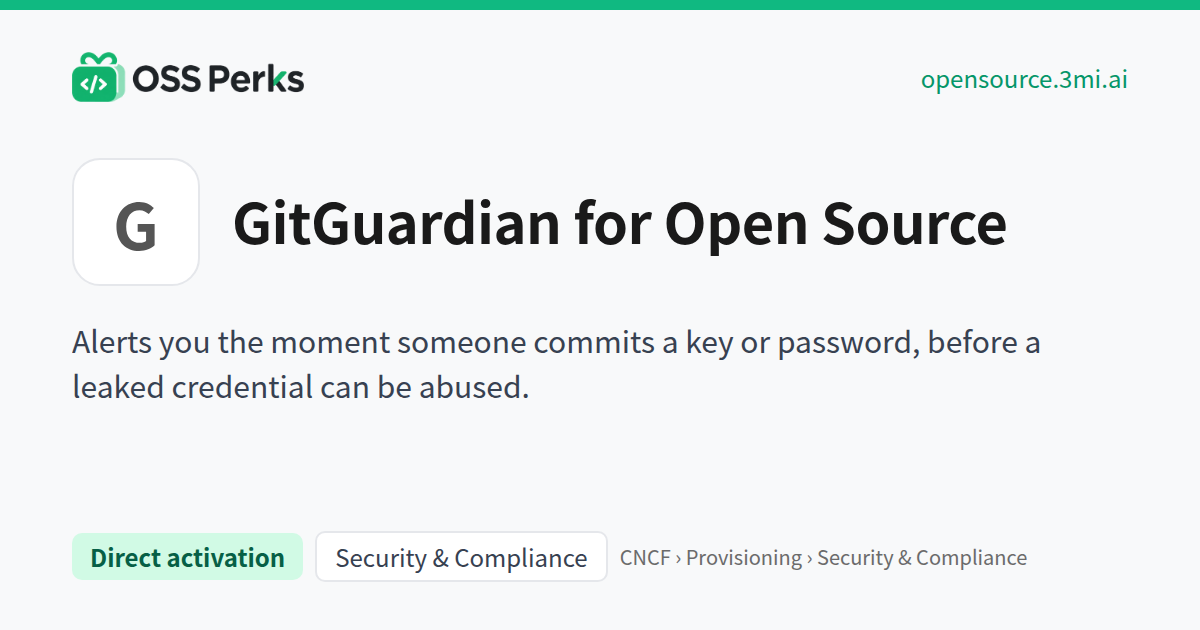 </> OSS Perks
opensource.3mi.ai
G
GitGuardian for Open Source
Alerts you the moment someone commits a key or password, before a
leaked credential can be abused.
Direct activation
Security & Compliance
CNCF › Provisioning › Security & Compliance